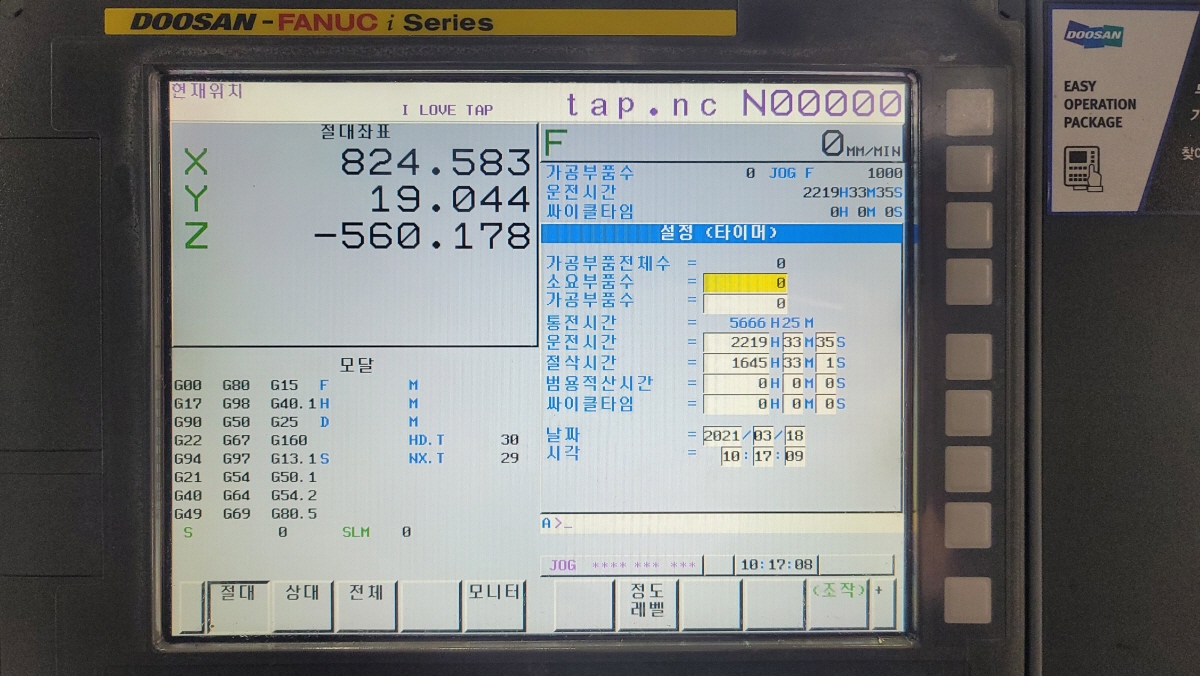 DOOSAN-FANUC i Series
현재위치
I LOVE TAP
tap.nc N00000
절대좌표
X 824.583
Y 19.044
Z -560.178
F 0 MM/MIN
가공부품수 0 JOG F 1000
운전시간 2219H33M35S
싸이클타임 0H 0M 0S
설정 (타이머)
가공부품전체수 = 0
소요부품수 = 0
가공부품수 = 0
통전시간 = 5666 H25 M
운전시간 = 2219H33M35S
절삭시간 = 1645H33M 1S
범용적산시간 = 0H 0M 0S
싸이클타임 = 0H 0M 0S
날짜 = 2021/03/18
시각 = 10:17:09
모달
G00 G80 G15 F M
G17 G98 G40.1 H M
G90 G50 G25 D M
G22 G67 G160 HD.T 30
G94 G97 G13.1 S NX.T 29
G21 G54 G50.1
G40 G64 G54.2
G49 G69 G80.5
S 0 SLM 0
A>_
JOG **** *** *** 10:17:08
절대 상대 전체 모니터 정도 레벨 (조작) +
DOOSAN
EASY
OPERATION
PACKAGE